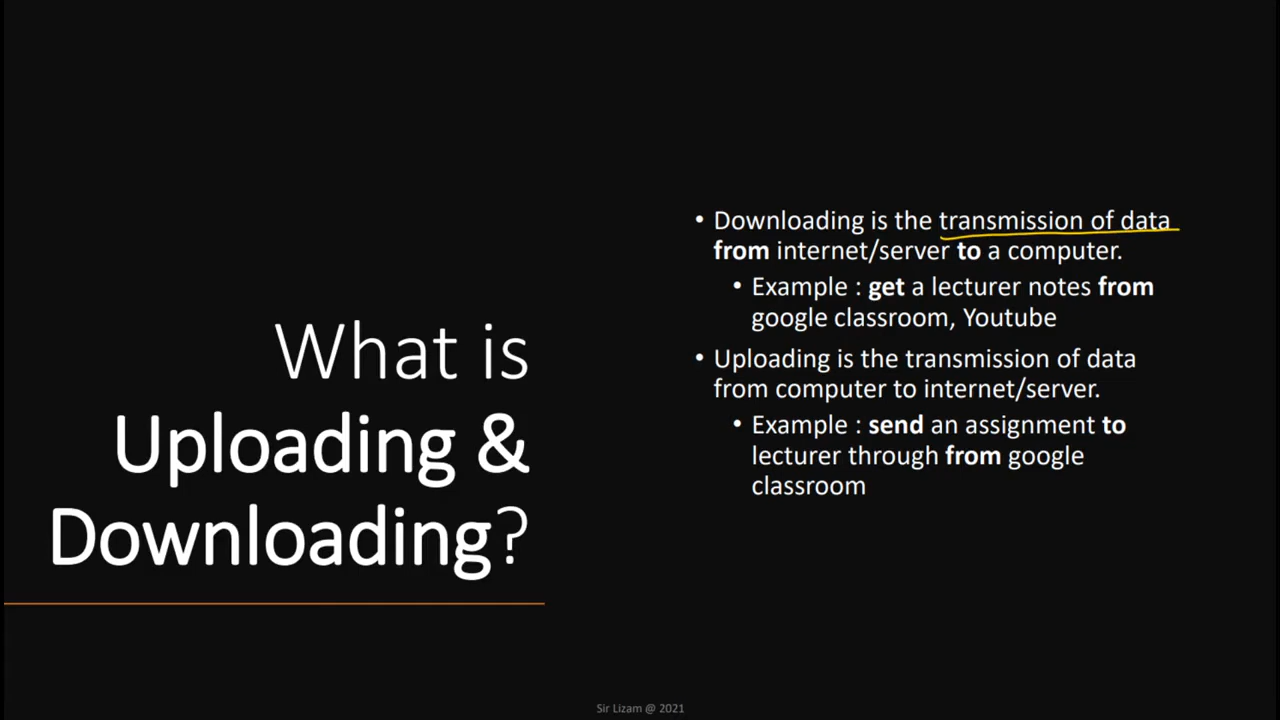 What is
Uploading &
Downloading?
• Downloading is the transmission of data
from internet/server to a computer.
• Example : get a lecturer notes from
google classroom, Youtube
• Uploading is the transmission of data
from computer to internet/server.
• Example : send an assignment to
lecturer through from google
classroom
Sir Lizam @ 2021